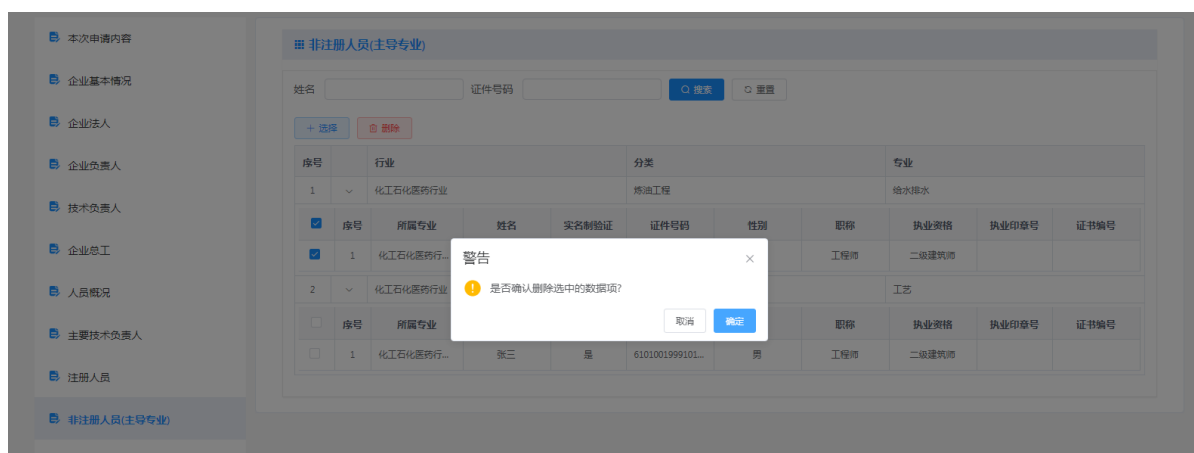 本次申请内容
企业基本情况
企业法人
企业负责人
技术负责人
企业总工
人员概况
主要技术负责人
注册人员
非注册人员(主导专业)
非注册人员(主导专业)
姓名 证件号码 搜索 重置
+ 选择 删除
序号 行业 分类 专业
1 化工石化医药行业 炼油工程 给水排水
序号 所属专业 姓名 实名制验证 证件号码 性别 职称 执业资格 执业印章号 证书编号
1 化工石化医药行... 工程师 二级建筑师
2 化工石化医药行业 工艺
序号 所属专业 职称 执业资格 执业印章号 证书编号
1 化工石化医药行... 张三 是 6101001999101... 男 工程师 二级建筑师
警告
是否确认删除选中的数据项?
取消 确定